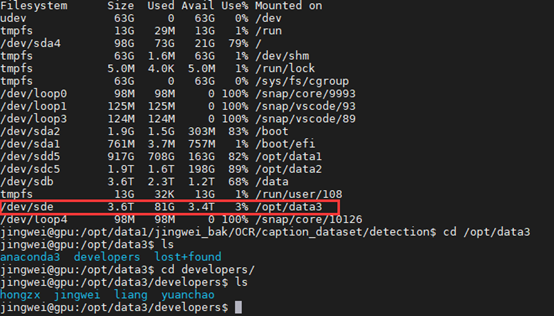 Filesystem Size Used Avail Use% Mounted on
udev 63G 0 63G 0% /dev
tmpfs 13G 29M 13G 1% /run
/dev/sda4 98G 73G 21G 79% /
tmpfs 63G 1.6M 63G 1% /dev/shm
tmpfs 5.0M 4.0K 5.0M 1% /run/lock
tmpfs 63G 0 63G 0% /sys/fs/cgroup
/dev/loop0 98M 98M 0 100% /snap/core/9993
/dev/loop1 125M 125M 0 100% /snap/vscode/93
/dev/loop3 124M 124M 0 100% /snap/vscode/89
/dev/sda2 1.9G 1.5G 303M 83% /boot
/dev/sda1 761M 3.7M 757M 1% /boot/efi
/dev/sdd5 917G 708G 163G 82% /opt/data1
/dev/sdc5 1.9T 1.6T 198G 89% /opt/data2
/dev/sdb 3.6T 2.3T 1.2T 68% /data
tmpfs 13G 32K 13G 1% /run/user/108
/dev/sde 3.6T 81G 3.4T 3% /opt/data3
/dev/loop4 98M 98M 0 100% /snap/core/10126
jingwei@gpu:/opt/data1/jingwei_bak/OCR/caption_dataset/detection$ cd /opt/data3
jingwei@gpu:/opt/data3$ ls
anaconda3 developers lost+found
jingwei@gpu:/opt/data3$ cd developers/
jingwei@gpu:/opt/data3/developers$ ls
hongzx jingwei liang yuanchao
jingwei@gpu:/opt/data3/developers$